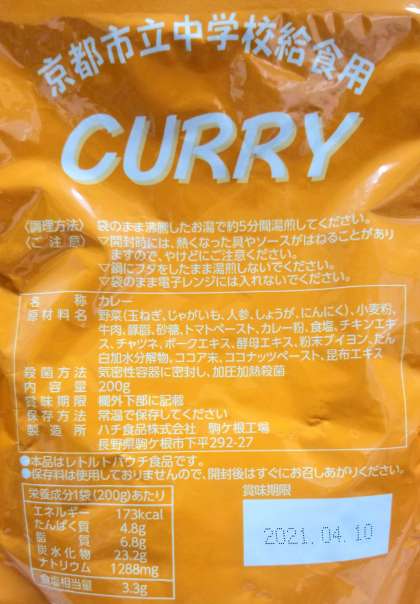 京都市立中学校給食用
CURRY
〈調理方法〉 袋のまま沸騰したお湯で約5分間湯煎してください。
〈ご注意〉 ▽開封時には、熱くなった具やソースがはねることがあり
ますので、やけどにご注意ください。
▽鍋にフタをしたまま湯煎しないでください。
▽袋のまま電子レンジには入れないでください。
名称 カレー
原材料名 野菜(玉ねぎ、じゃがいも、人参、しょうが、にんにく)、小麦粉、
牛肉、豚脂、砂糖、トマトペースト、カレー粉、食塩、チキンエキ
ス、チャツネ、ポークエキス、酵母エキス、粉末ブイヨン、たん
白加水分解物、ココア末、ココナッツペースト、昆布エキス
殺菌方法 気密性容器に密封し、加圧加熱殺菌
内容量 200g
賞味期限 欄外下部に記載
保存方法 常温で保存してください
製造所 ハチ食品株式会社 駒ケ根工場
長野県駒ケ根市下平292-27
●本品はレトルトパウチ食品です。
●保存料は使用しておりませんので、開封後はすぐにお召しあがりください。
栄養成分1袋(200g)あたり
エネルギー 173kcal
たんぱく質 4.8g
脂質 6.8g
炭水化物 23.2g
ナトリウム 1288mg
食塩相当量 3.3g
賞味期限
2021.04.10